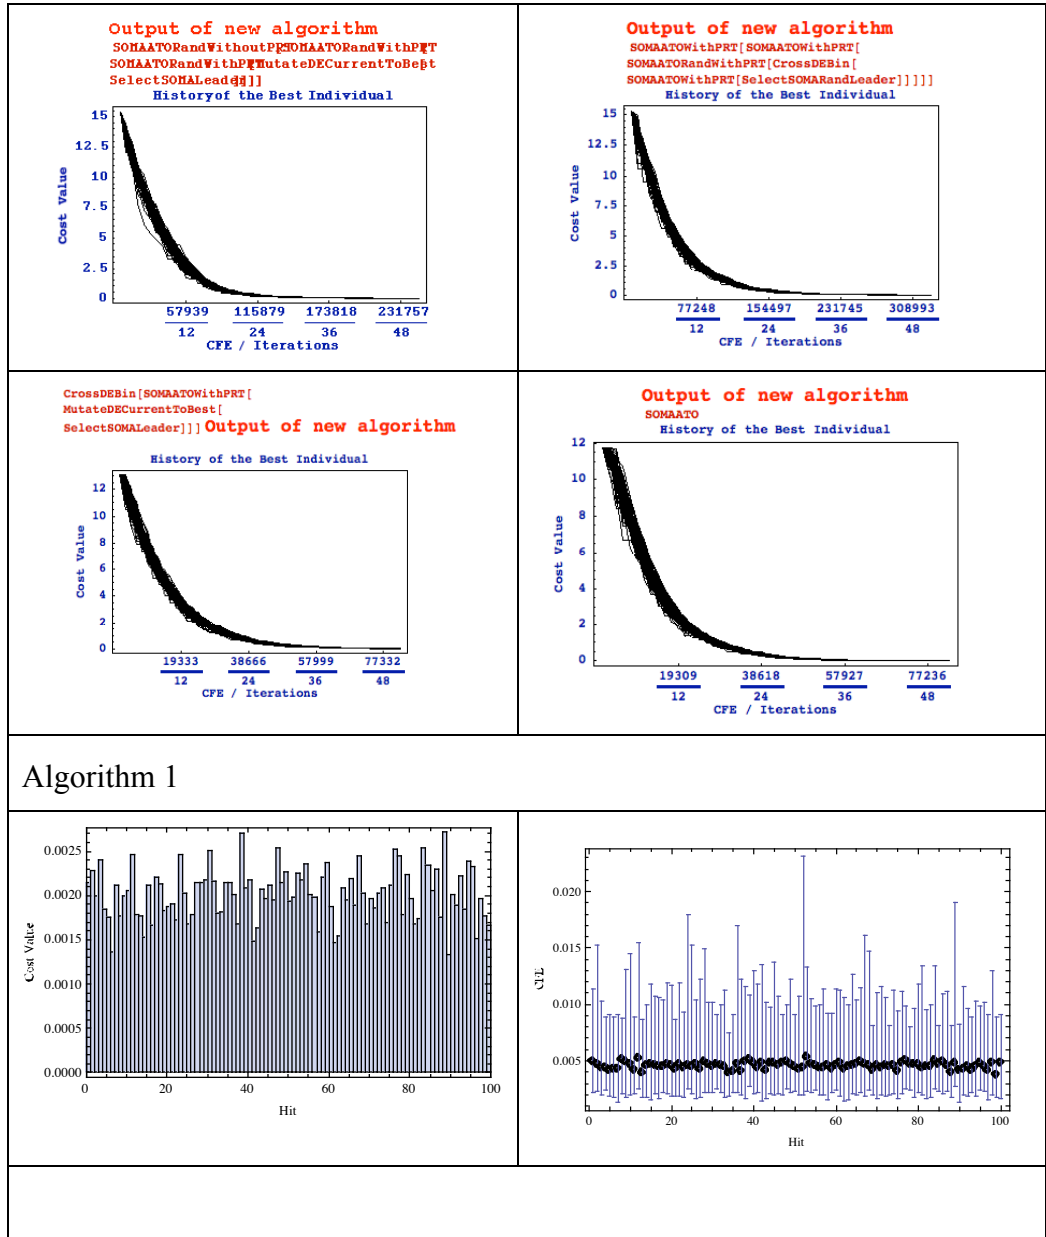 Output of new algorithm
SOMAATORandWithoutPRT[SOMAATORandWithPRT[
SOMAATORandWithPRT[MutateDECurrentToBest[
SelectSOMALeader]]]]
History of the Best Individual
15
12.5
10
7.5
5
2.5
0
Cost Value
57939 115879 173818 231757
12 24 36 48
CFE / Iterations
Output of new algorithm
SOMAATOWithPRT[SOMAATOWithPRT[
SOMAATORandWithPRT[CrossDEBin[
SOMAATOWithPRT[SelectSOMARandLeader]]]]]
History of the Best Individual
15
12.5
10
7.5
5
2.5
0
Cost Value
77248 154497 231745 308993
12 24 36 48
CFE / Iterations
CrossDEBin[SOMAATOWithPRT[
MutateDECurrentToBest[
SelectSOMALeader]]] Output of new algorithm
History of the Best Individual
12
10
8
6
4
2
0
Cost Value
19333 38666 57999 77332
12 24 36 48
CFE / Iterations
Output of new algorithm
SOMAATO
History of the Best Individual
12
10
8
6
4
2
0
Cost Value
19309 38618 57927 77236
12 24 36 48
CFE / Iterations
Algorithm 1
0.0025
0.0020
0.0015
0.0010
0.0005
0.0000
Cost Value
0 20 40 60 80 100
Hit
0.020
0.015
0.010
0.005
CFE
0 20 40 60 80 100
Hit